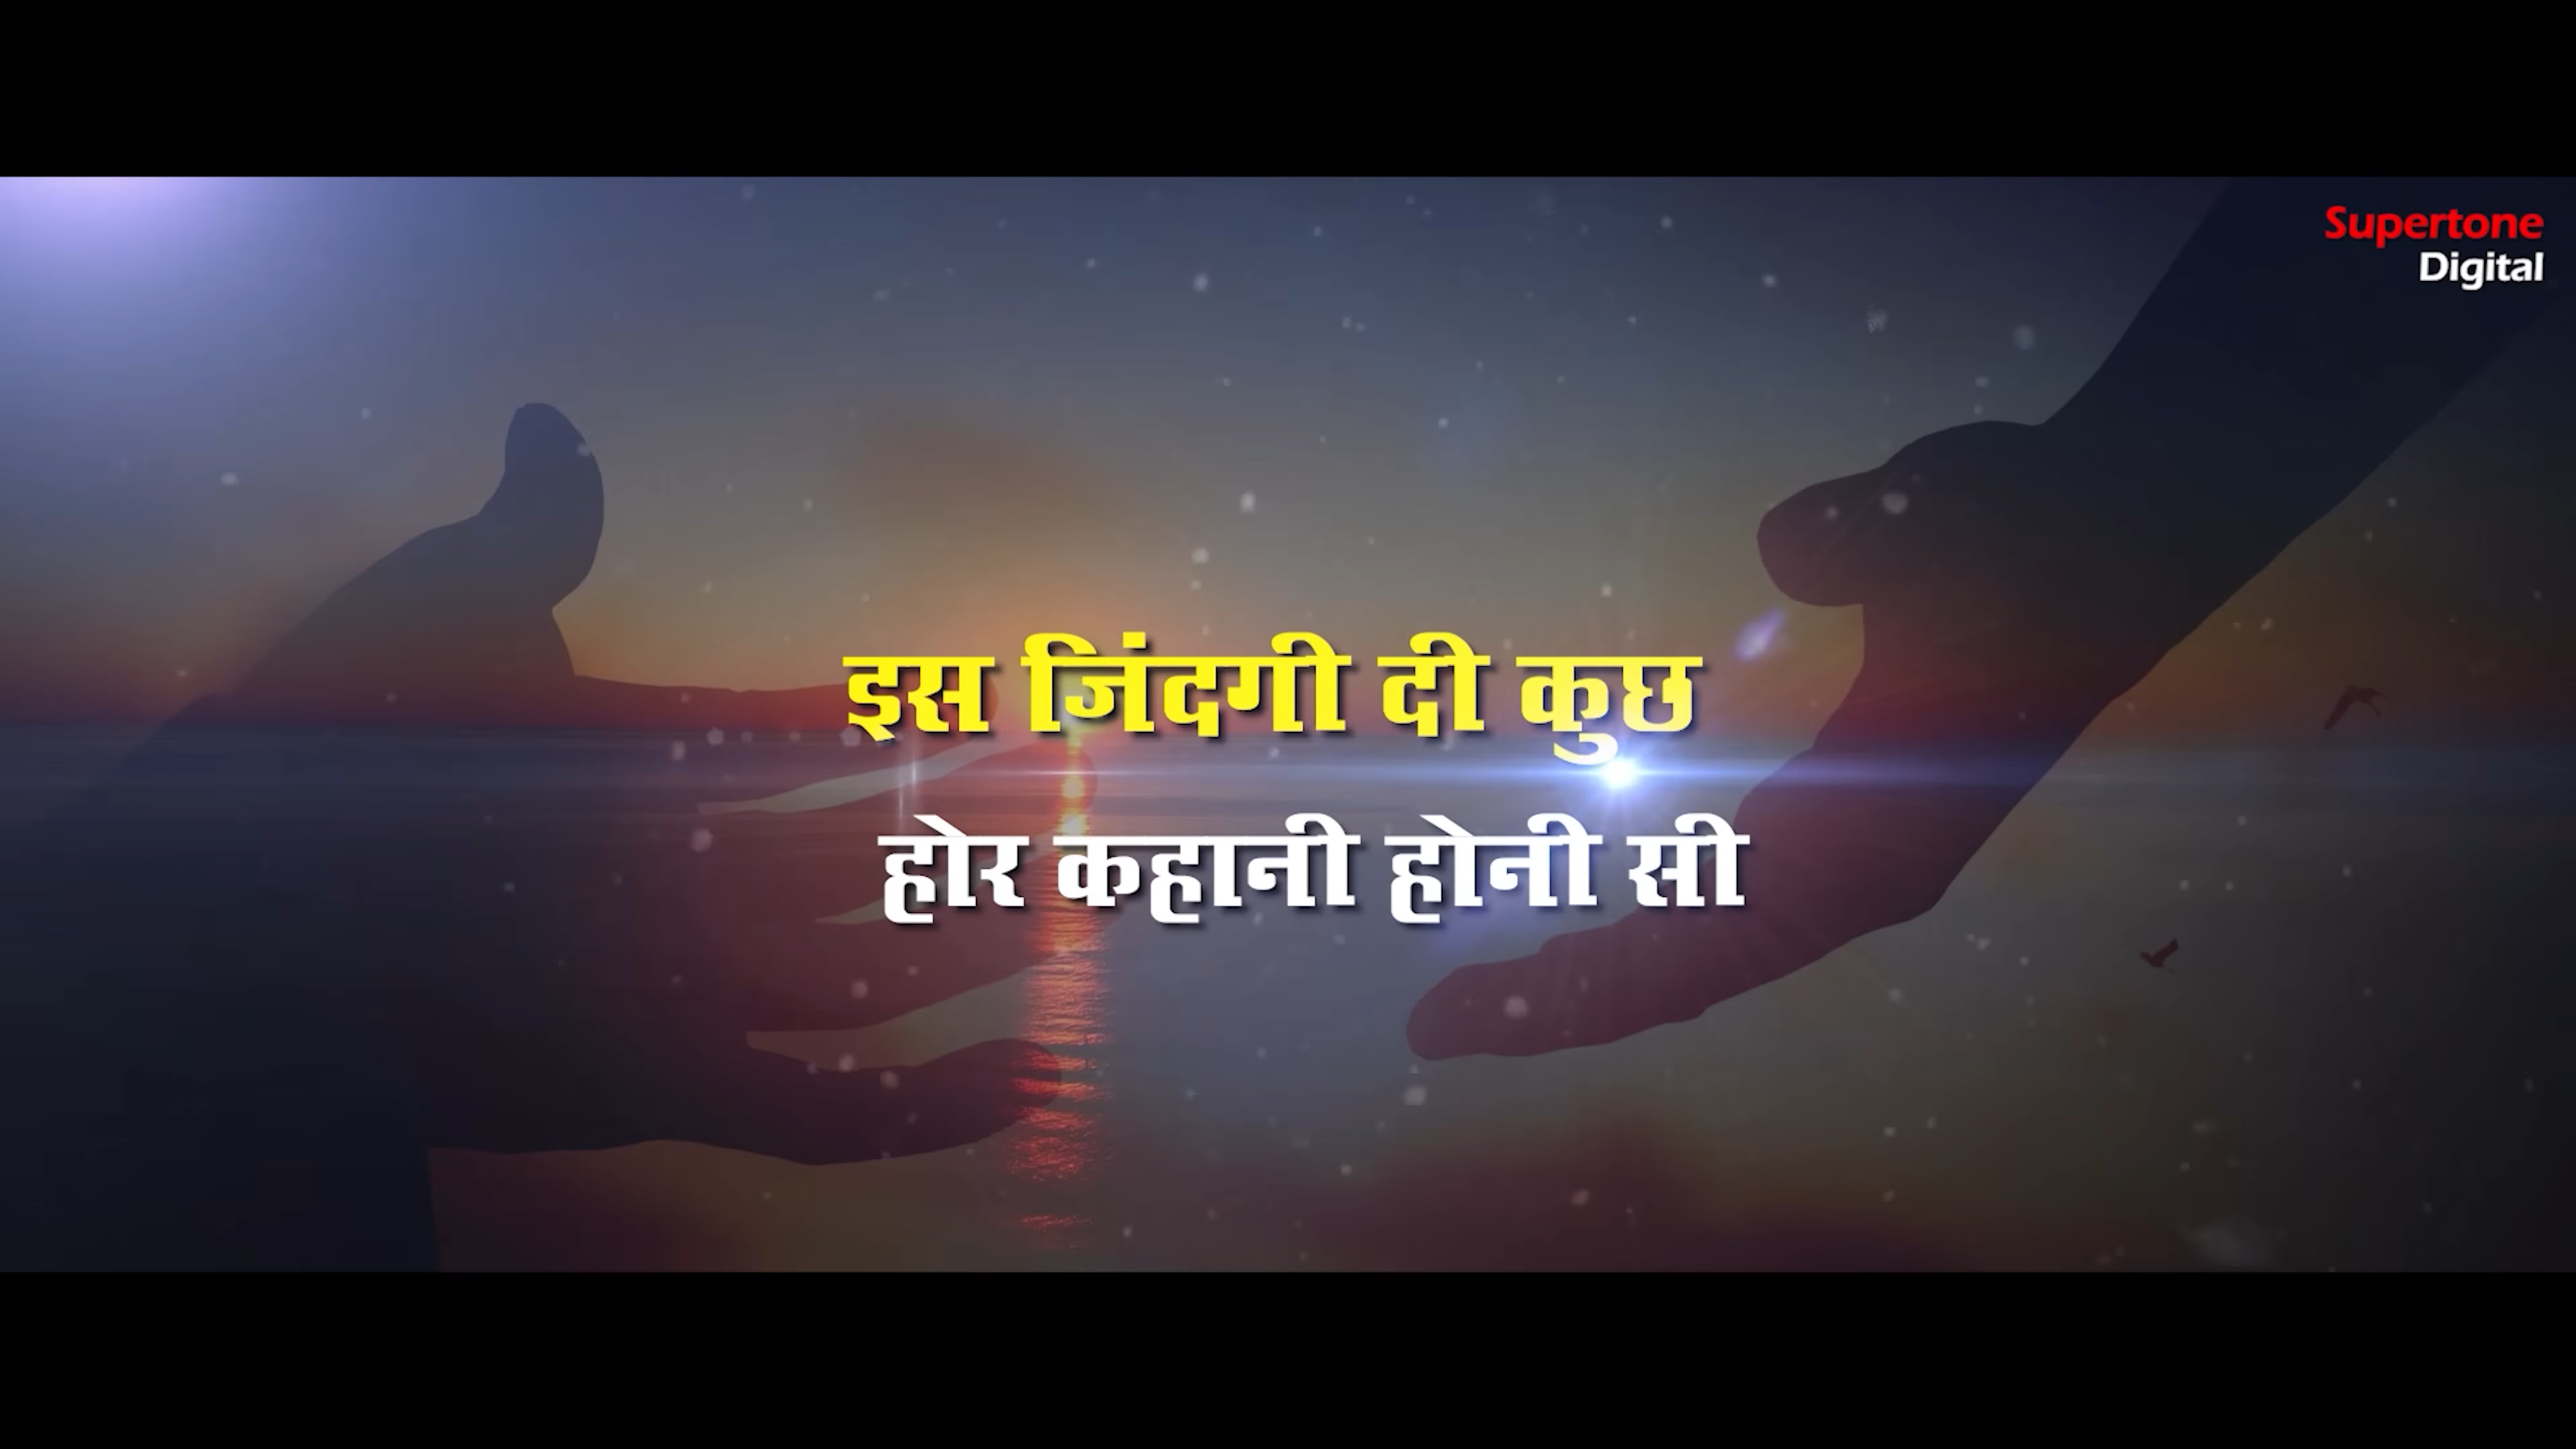 Supertone
Digital
इस जिंदगी दी कुछ
होर कहानी होनी सी